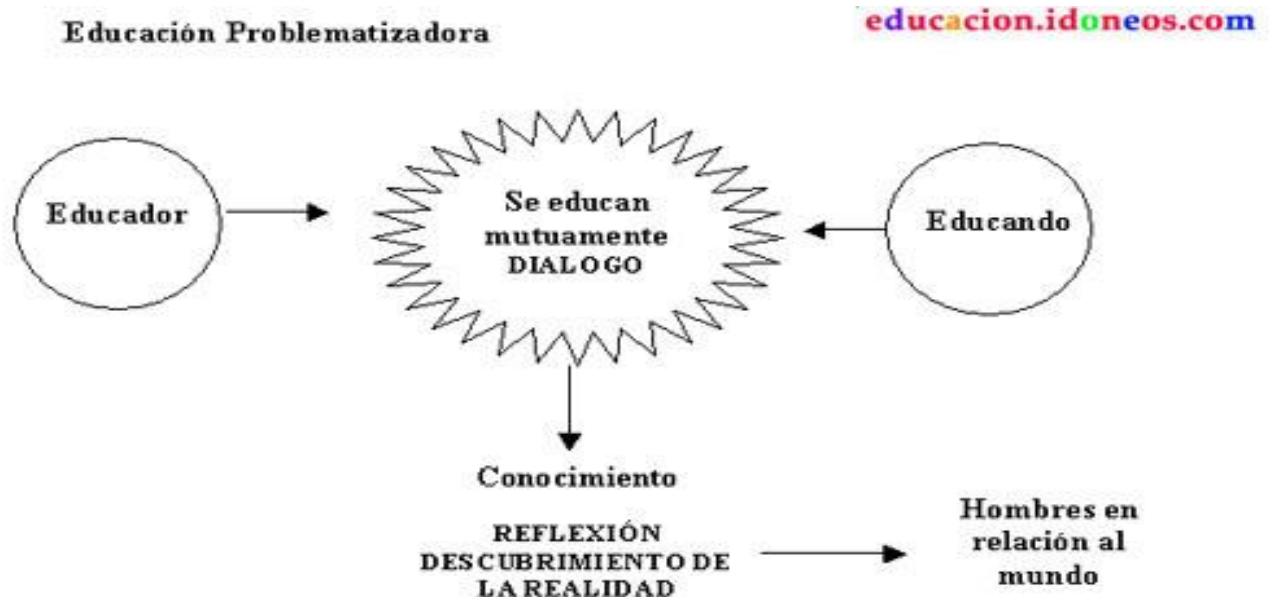 Educación Problematizadora
educacion.idoneos.com
Educador
Se educan
mutuamente
DIALOGO
Educando
Conocimiento
REFLEXIÓN
DESCUBRIMIENTO DE
LA REALIDAD
Hombres en
relación al
mundo